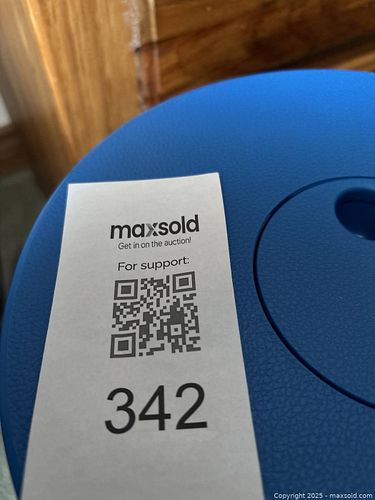 maxsold
Get in on the auction!
For support:
342
Copyright 2025 - maxsold.com